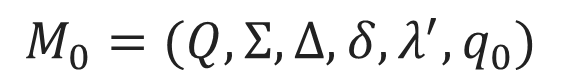 M₀ = (Q, Σ, Δ, δ, λ′, q₀)